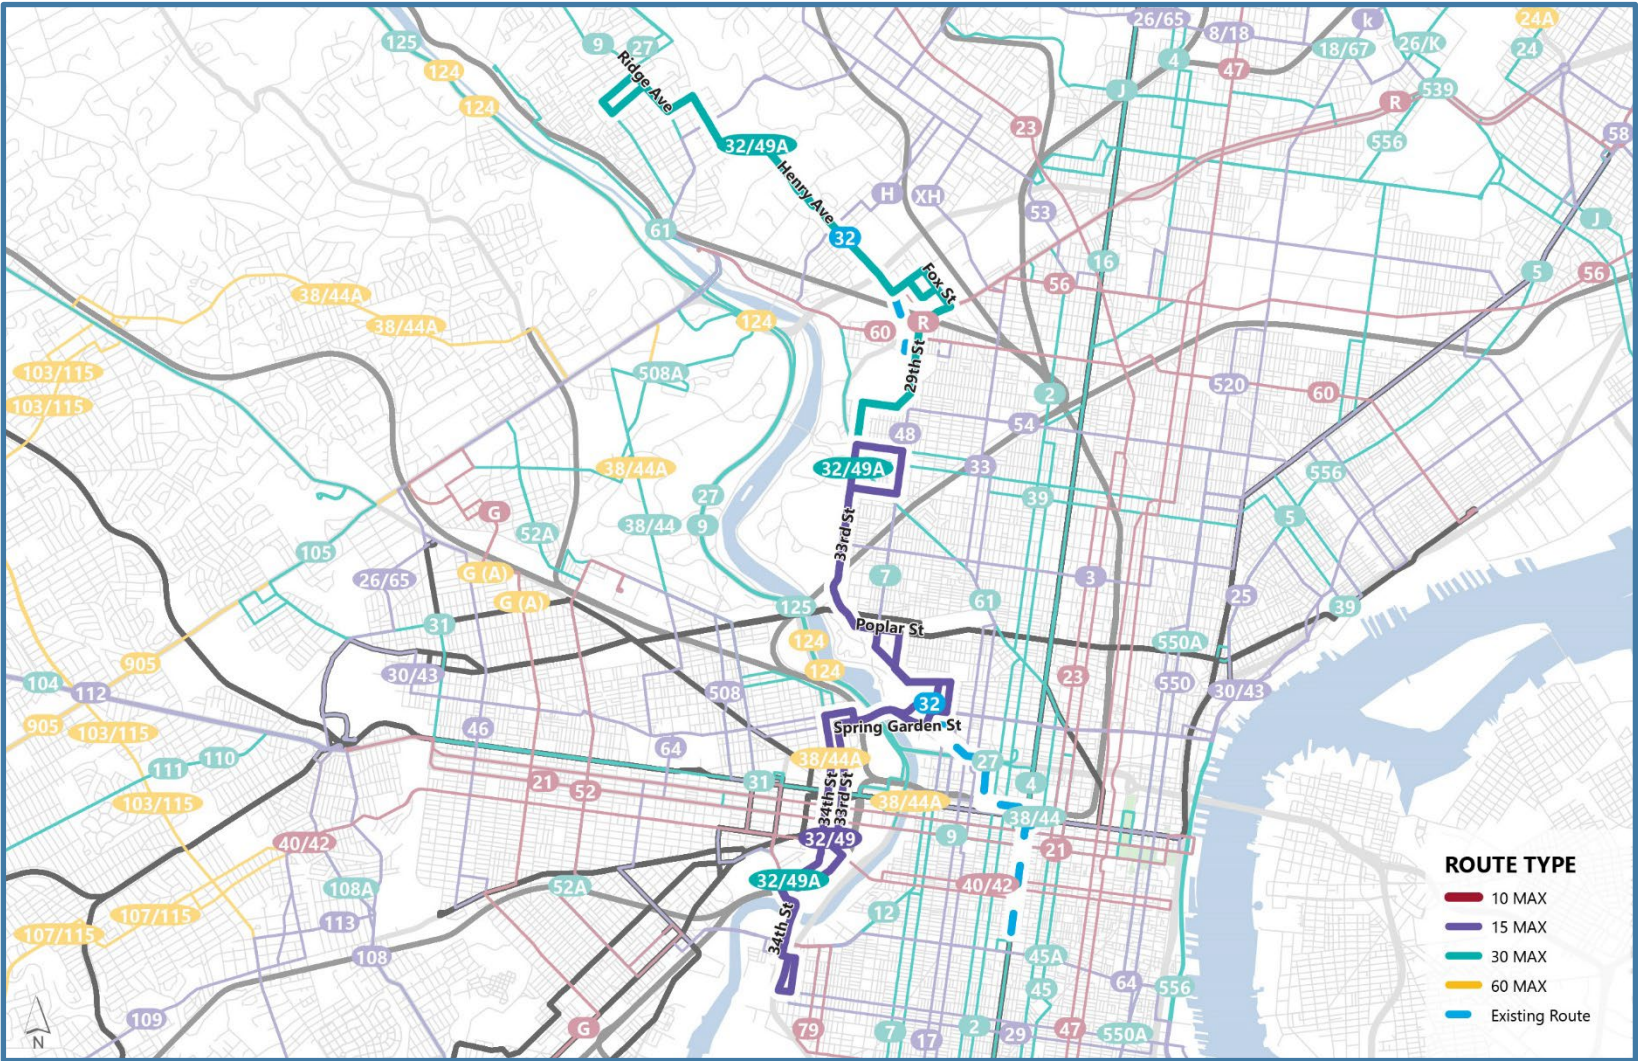 26/65
k
24A
9
27
8/18
125
18/67
26/K
24
4
124
47
Ridge Ave
J
539
R
124
23
58
556
32/49A
Henry Ave
H
XH
53
J
61
32
16
Fox St
5
56
56
38/44A
124
R
38/44A
60
29th St
103/115
508A
520
2
60
103/115
54
48
38/44A
32/49A
33
556
27
39
G
38/44
9
5
52A
33rd St
105
G (A)
26/65
7
3
G (A)
61
25
125
39
31
Poplar St
124
550A
905
124
30/43
23
104
112
508
550
30/43
32
905
103/115
46
Spring Garden St
64
38/44A
110
27
111
31
21
4
52
34th St
33rd St
103/115
38/44A
38/44
32/49
9
40/42
21
ROUTE TYPE
32/49A
40/42
108A
52A
10 MAX
107/115
12
113
34th St
15 MAX
107/115
108
45A
30 MAX
64
45
556
60 MAX
109
Existing Route
G
79
7
17
2
29
47
550A
N